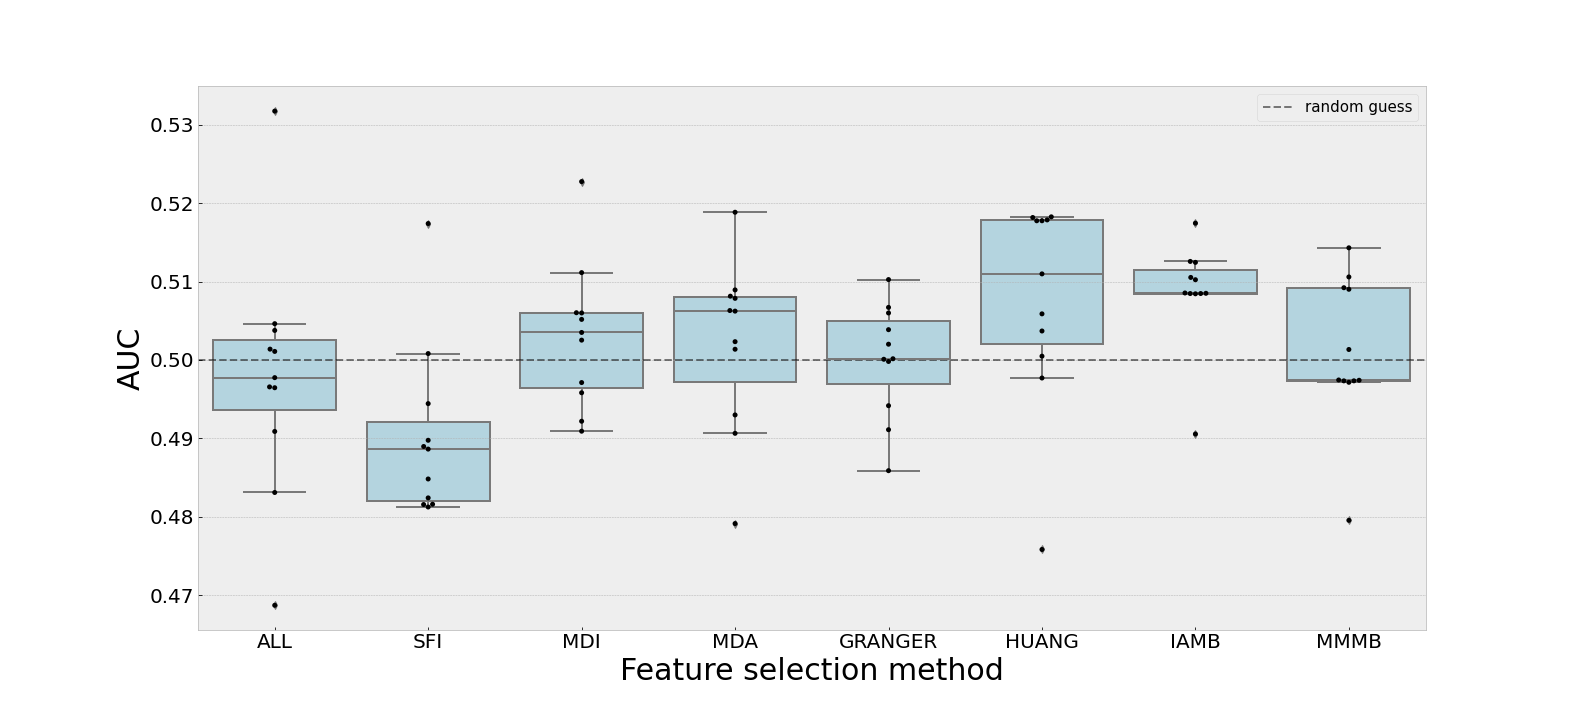 random guess
0.53
0.52
0.51
0.50
0.49
0.48
0.47
AUC
ALL SFI MDI MDA GRANGER HUANG IAMB MMMB
Feature selection method